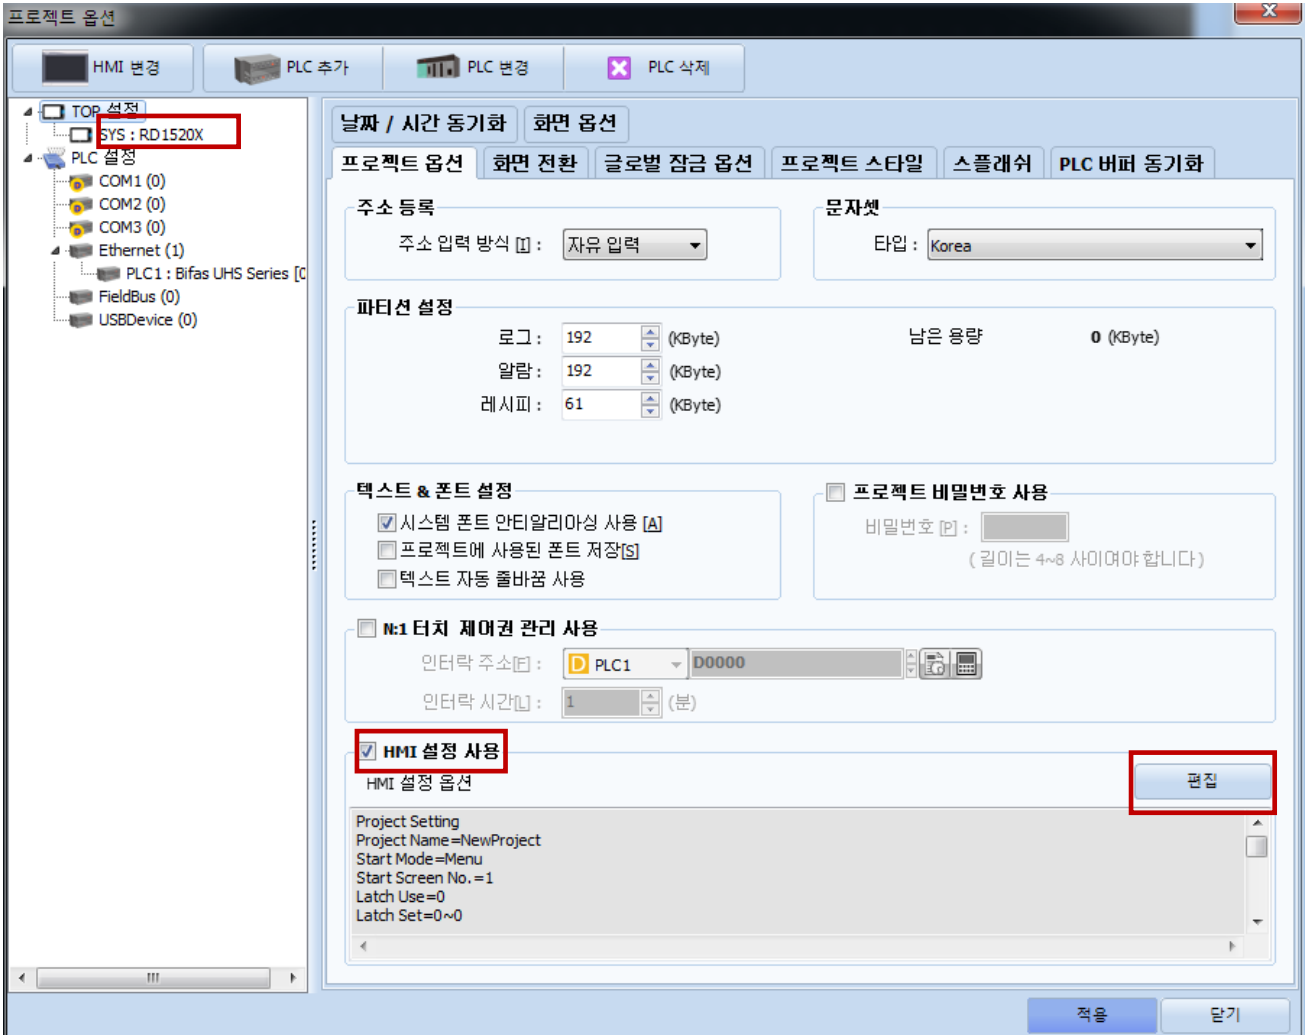 프로젝트 옵션
HMI 변경 PLC 추가 PLC 변경 PLC 삭제
TOP 설정
SYS : RD1520X
PLC 설정
COM1 (0)
COM2 (0)
COM3 (0)
Ethernet (1)
PLC1 : Bifas UHS Series [0
FieldBus (0)
USBDevice (0)
날짜 / 시간 동기화 화면 옵션
프로젝트 옵션 화면 전환 글로벌 잠금 옵션 프로젝트 스타일 스플래쉬 PLC 버퍼 동기화
주소 등록
주소 입력 방식 [I] : 자유 입력
문자셋
타입 : Korea
파티션 설정
로그 : 192 (KByte) 남은 용량 0 (KByte)
알람 : 192 (KByte)
레시피 : 61 (KByte)
텍스트 & 폰트 설정
시스템 폰트 안티알리아싱 사용 [A]
프로젝트에 사용된 폰트 저장[S]
텍스트 자동 줄바꿈 사용
프로젝트 비밀번호 사용
비밀번호 [P] :
( 길이는 4~8 사이여야 합니다 )
N:1 터치 제어권 관리 사용
인터락 주소[F] : D PLC1 D0000
인터락 시간[L] : 1 (분)
HMI 설정 사용
HMI 설정 옵션 편집
Project Setting
Project Name=NewProject
Start Mode=Menu
Start Screen No.=1
Latch Use=0
Latch Set=0~0
적용 닫기